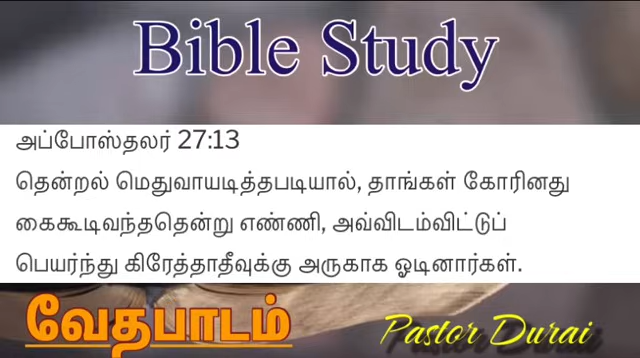 Bible Study
அப்போஸ்தலர் 27:13
தென்றல் மெதுவாயடித்தபடியால், தாங்கள் கோரினது
கைகூடிவந்ததென்று எண்ணி, அவ்விடம்விட்டுப்
பெயர்ந்து கிரேத்தாதீவுக்கு அருகாக ஓடினார்கள்.
வேதபாடம்
Pastor Durai